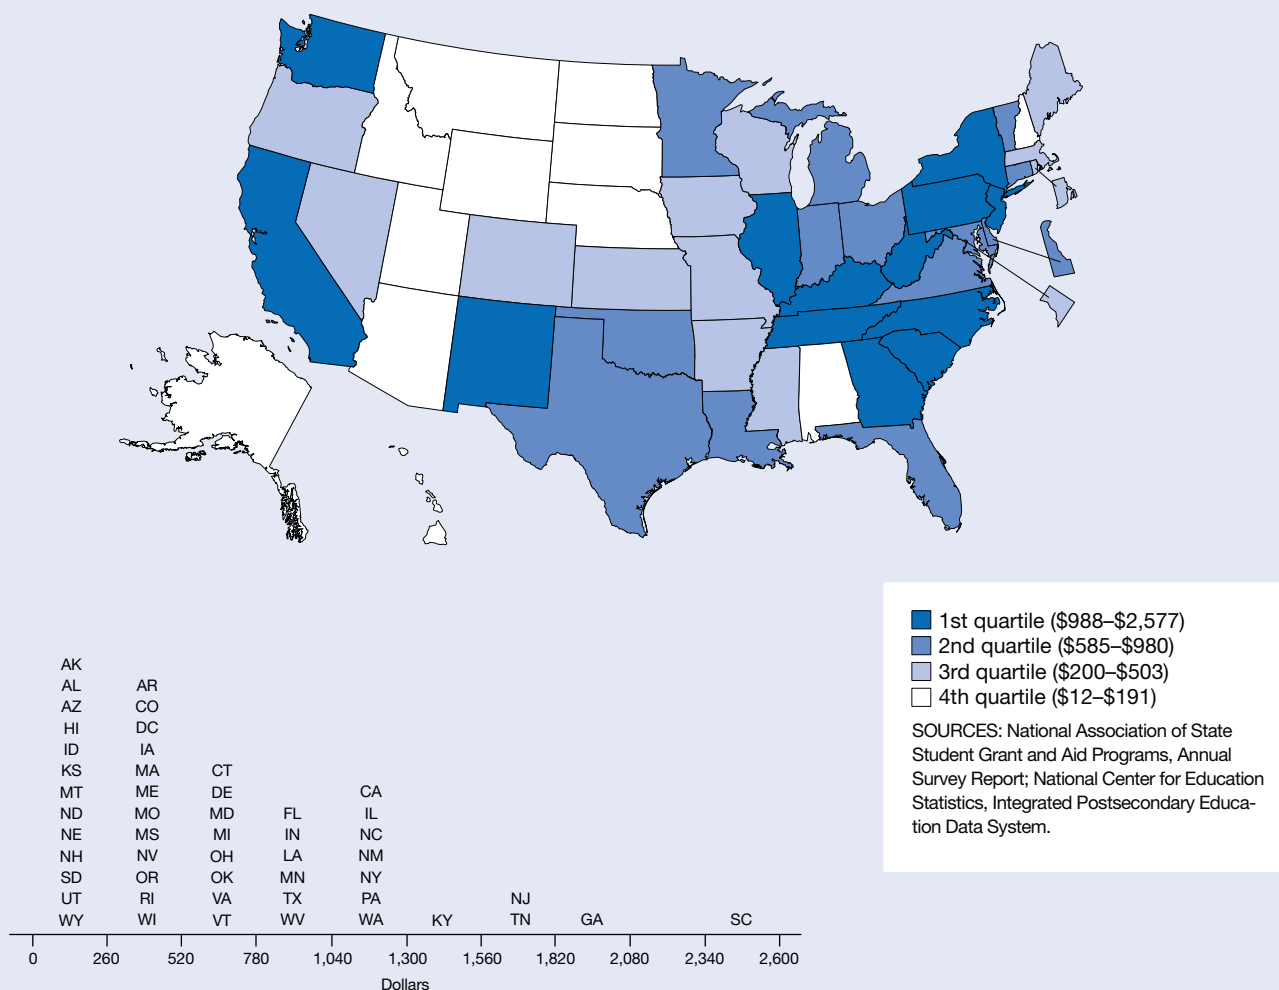 1st quartile ($988–$2,577)
2nd quartile ($585–$980)
3rd quartile ($200–$503)
4th quartile ($12–$191)
SOURCES: National Association of State
Student Grant and Aid Programs, Annual
Survey Report; National Center for Education
Statistics, Integrated Postsecondary Educa-
tion Data System.
AK
AL AR
AZ CO
HI DC
ID IA
KS MA CT
MT ME DE CA
ND MO MD FL IL
NE MS MI IN NC
NH NV OH LA NM
SD OR OK MN NY
UT RI VA TX PA NJ
WY WI VT WV WA KY TN GA SC
0 260 520 780 1,040 1,300 1,560 1,820 2,080 2,340 2,600
Dollars